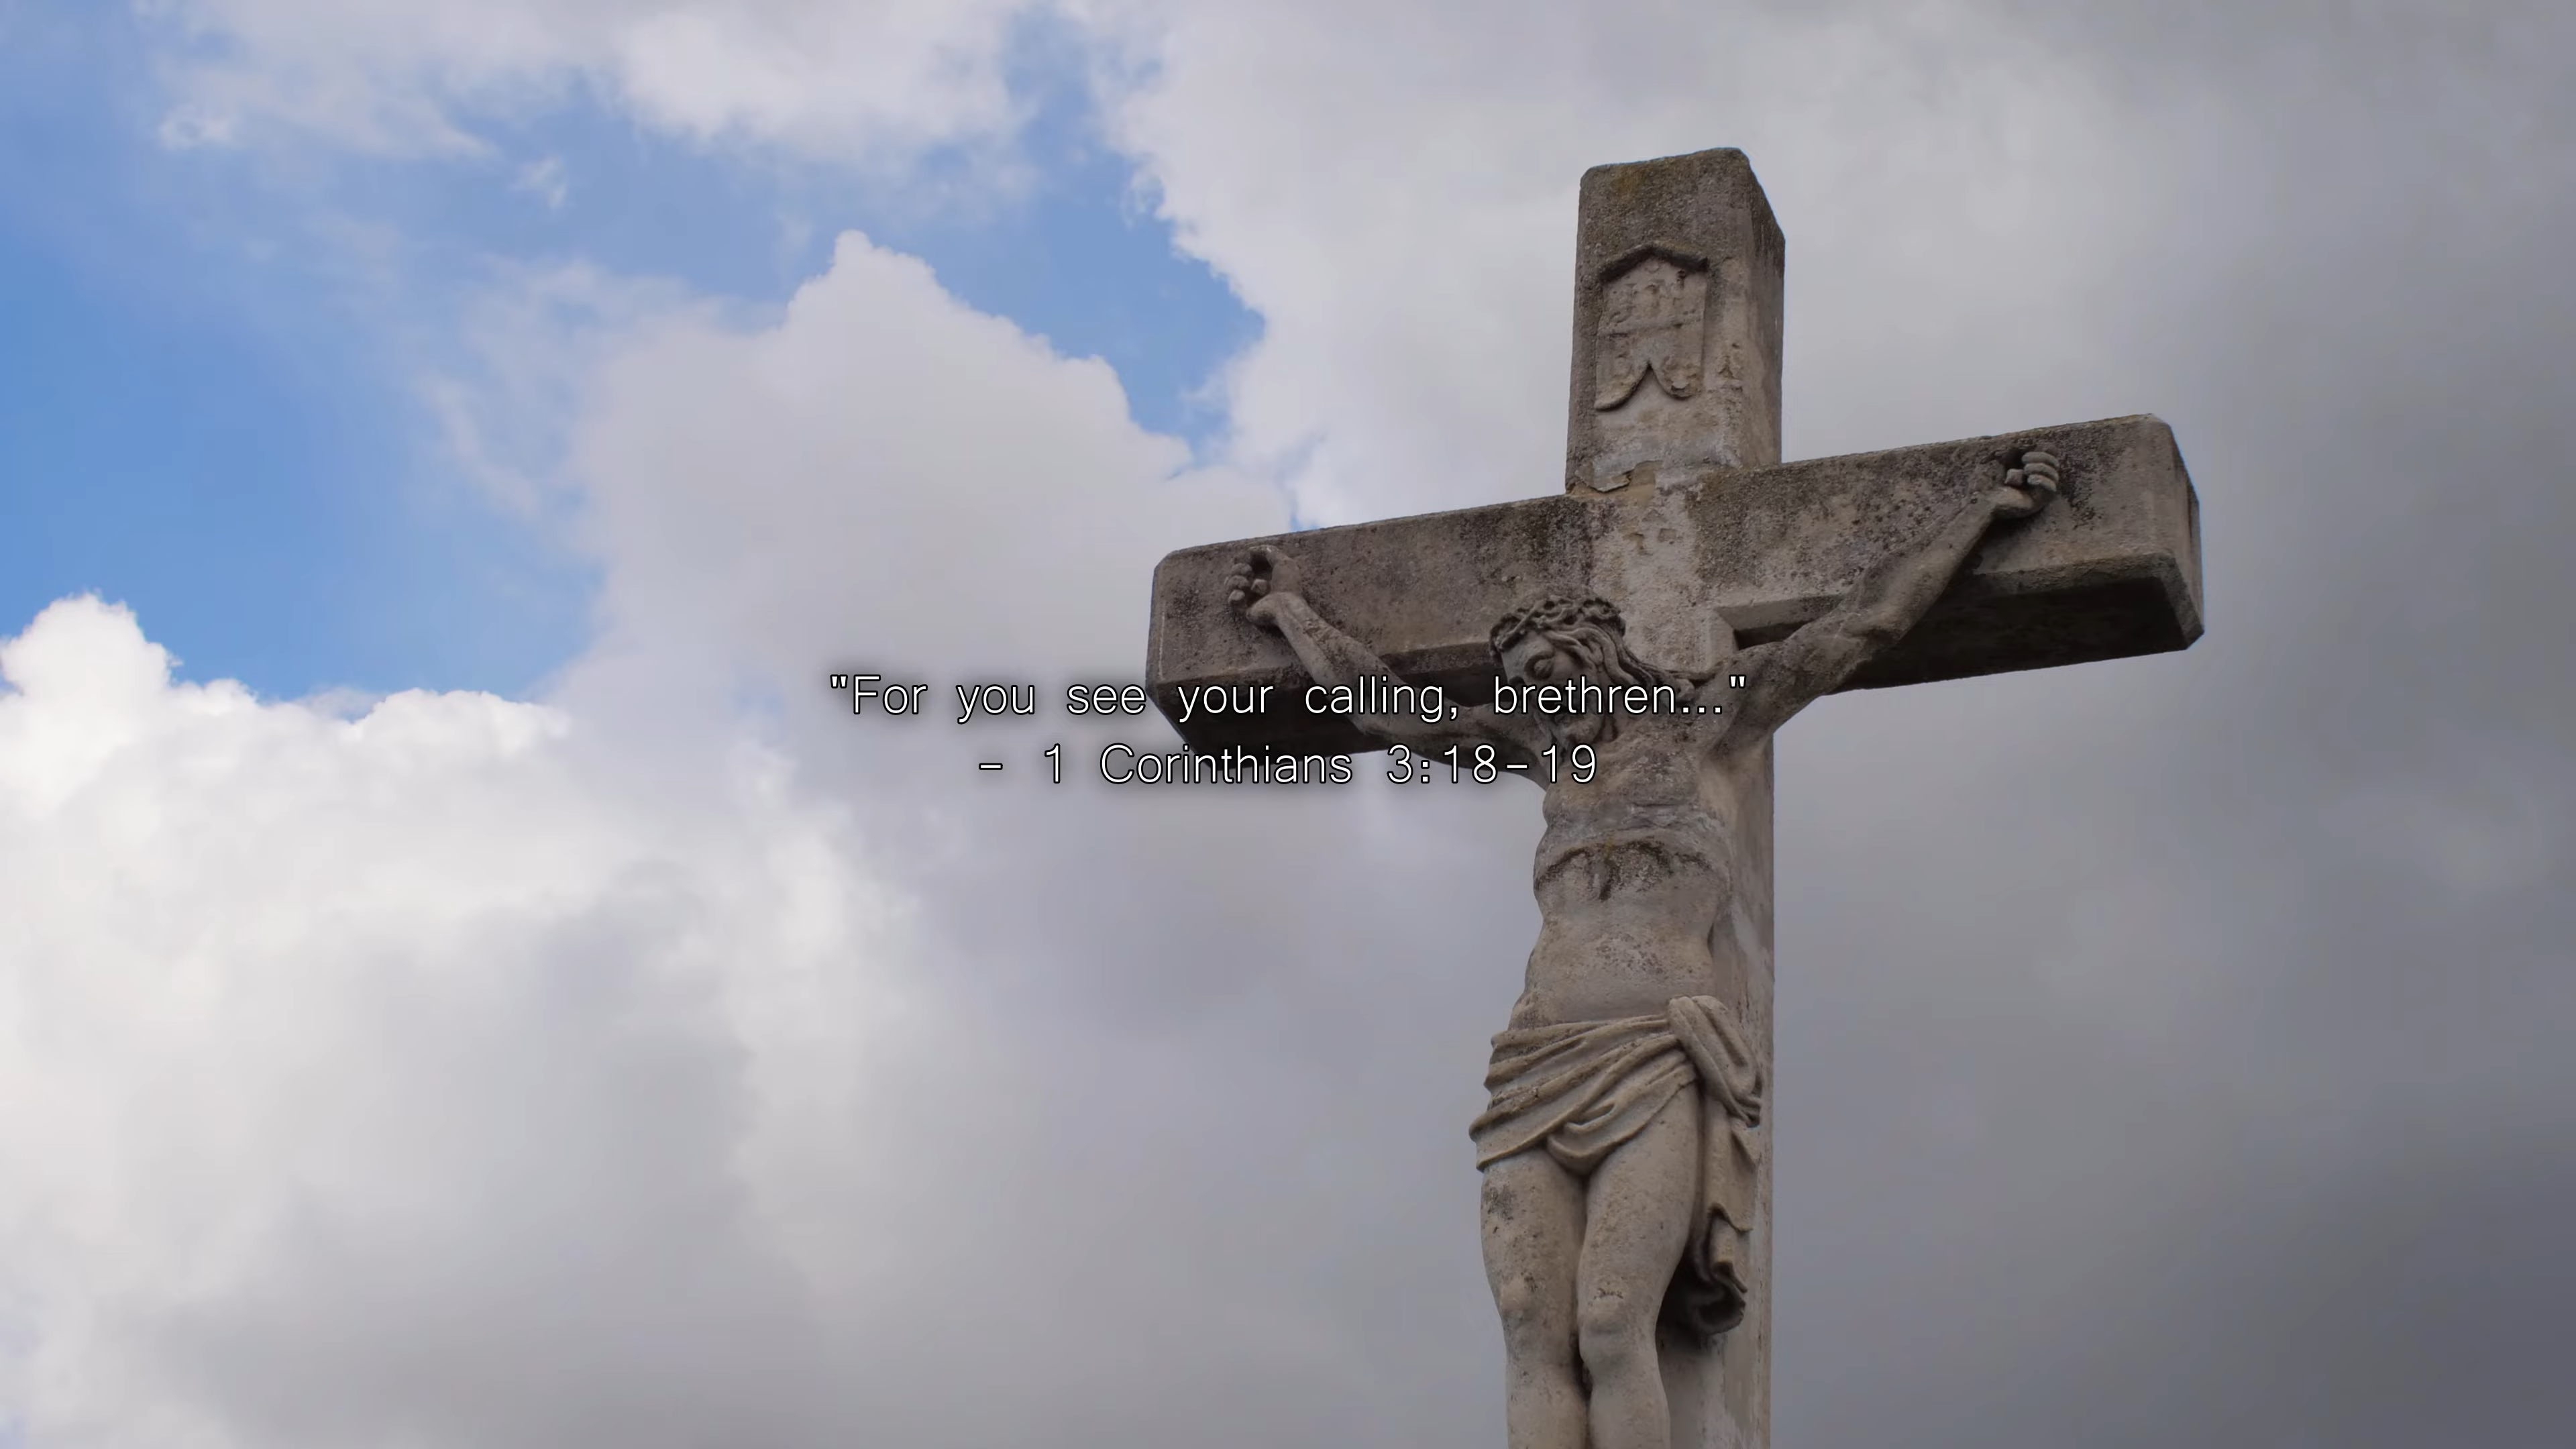 "For you see your calling, brethren..."
- 1 Corinthians 3:18-19